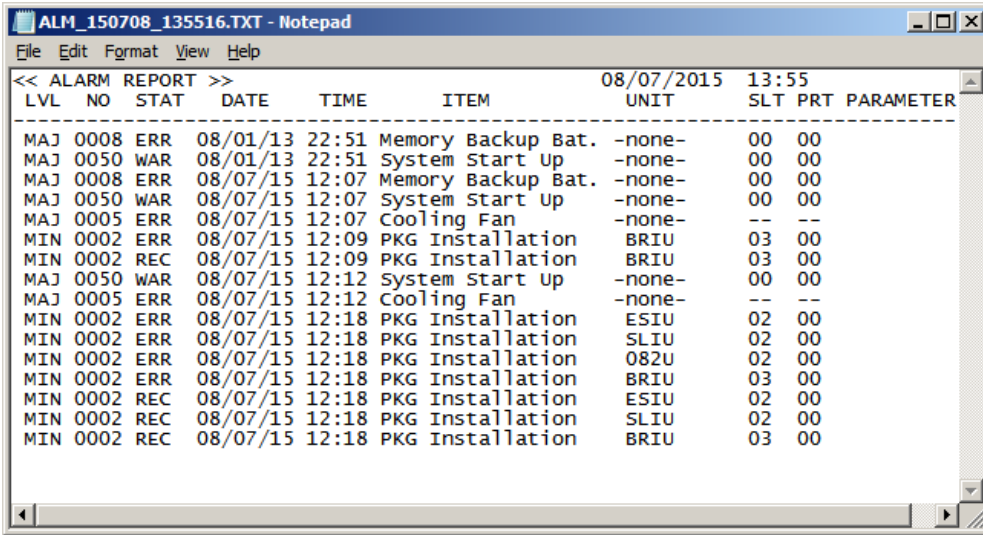 ALM_150708_135516.TXT - Notepad
File Edit Format View Help
<< ALARM REPORT >> 08/07/2015 13:55
LVL NO STAT DATE TIME ITEM UNIT SLT PRT PARAMETER
--------------------------------------------------------------------------------
MAJ 0008 ERR 08/01/13 22:51 Memory Backup Bat. -none- 00 00
MAJ 0050 WAR 08/01/13 22:51 System Start Up -none- 00 00
MAJ 0008 ERR 08/07/15 12:07 Memory Backup Bat. -none- 00 00
MAJ 0050 WAR 08/07/15 12:07 System Start Up -none- 00 00
MAJ 0005 ERR 08/07/15 12:07 Cooling Fan -none- -- --
MIN 0002 ERR 08/07/15 12:09 PKG Installation BRIU 03 00
MIN 0002 REC 08/07/15 12:09 PKG Installation BRIU 03 00
MAJ 0050 WAR 08/07/15 12:12 System Start Up -none- 00 00
MAJ 0005 ERR 08/07/15 12:12 Cooling Fan -none- -- --
MIN 0002 ERR 08/07/15 12:18 PKG Installation ESIU 02 00
MIN 0002 ERR 08/07/15 12:18 PKG Installation SLIU 02 00
MIN 0002 ERR 08/07/15 12:18 PKG Installation 082U 02 00
MIN 0002 ERR 08/07/15 12:18 PKG Installation BRIU 03 00
MIN 0002 REC 08/07/15 12:18 PKG Installation ESIU 02 00
MIN 0002 REC 08/07/15 12:18 PKG Installation SLIU 02 00
MIN 0002 REC 08/07/15 12:18 PKG Installation BRIU 03 00